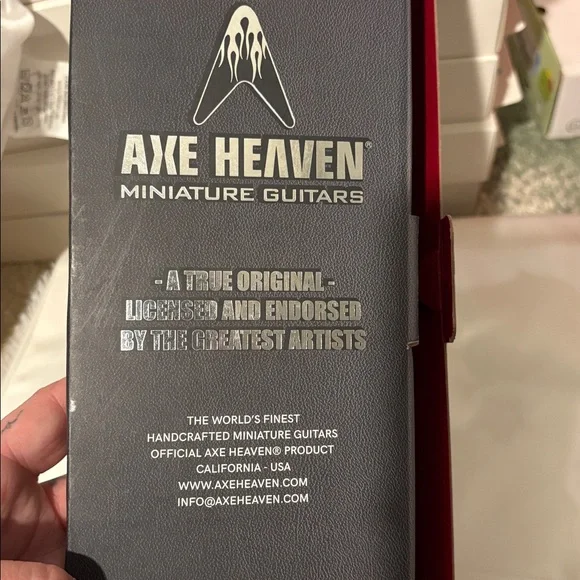 AXE HEAVEN®
MINIATURE GUITARS
- A TRUE ORIGINAL -
LICENSED AND ENDORSED
BY THE GREATEST ARTISTS
THE WORLD'S FINEST
HANDCRAFTED MINIATURE GUITARS
OFFICIAL AXE HEAVEN® PRODUCT
CALIFORNIA - USA
WWW.AXEHEAVEN.COM
INFO@AXEHEAVEN.COM